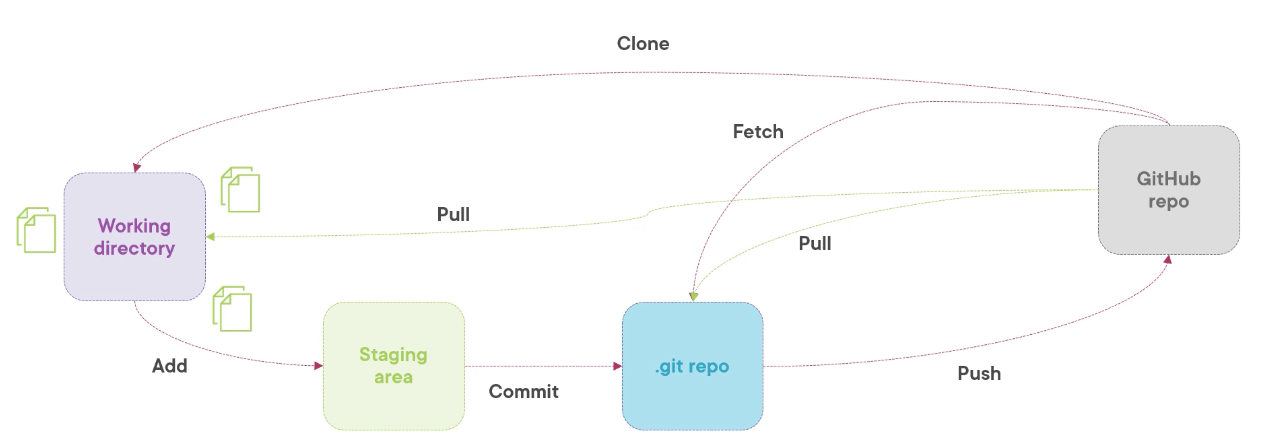 Clone
Fetch
GitHub
repo
Working
directory
Pull
Pull
Add
Staging
area
Commit
.git repo
Push